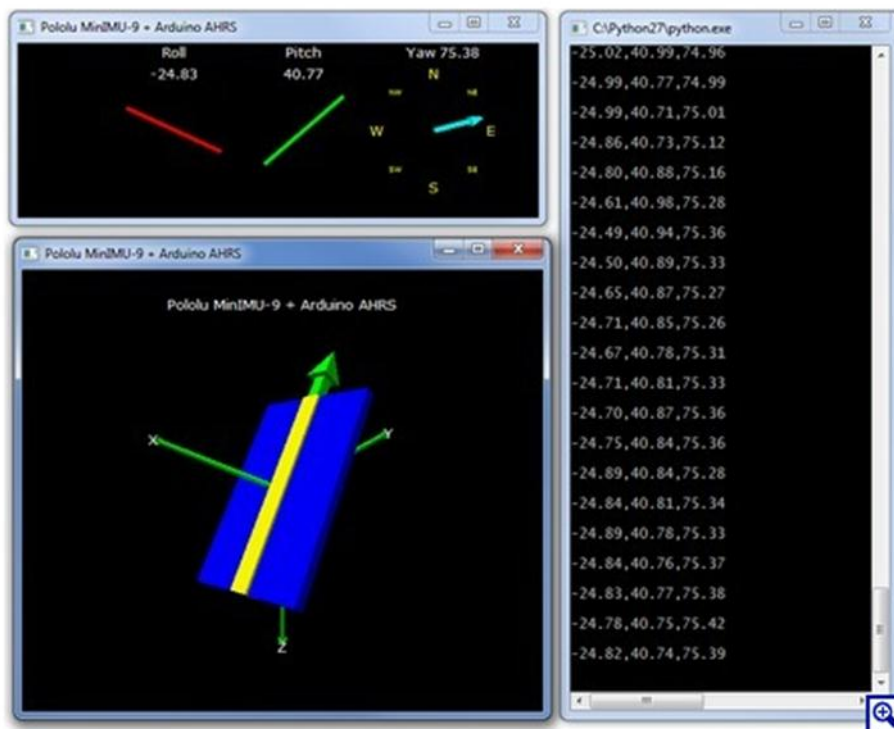 Pololu MinIMU-9 + Arduino AHRS
Roll Pitch Yaw 75.38
-24.83 40.77
N
NW NE
W E
SW SE
S
Pololu MinIMU-9 + Arduino AHRS
Pololu MinIMU-9 + Arduino AHRS
X Y
Z
C:\Python27\python.exe
-25.02,40.99,74.96
-24.99,40.77,74.99
-24.99,40.71,75.01
-24.86,40.73,75.12
-24.80,40.88,75.16
-24.61,40.98,75.28
-24.49,40.94,75.36
-24.50,40.89,75.33
-24.65,40.87,75.27
-24.71,40.85,75.26
-24.67,40.78,75.31
-24.71,40.81,75.33
-24.70,40.87,75.36
-24.75,40.84,75.36
-24.89,40.84,75.28
-24.84,40.81,75.34
-24.89,40.78,75.33
-24.84,40.76,75.37
-24.83,40.77,75.38
-24.78,40.75,75.42
-24.82,40.74,75.39